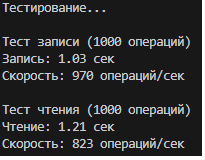 Тестирование...
Тест записи (1000 операций)
Запись: 1.03 сек
Скорость: 970 операций/сек
Тест чтения (1000 операций)
Чтение: 1.21 сек
Скорость: 823 операций/сек